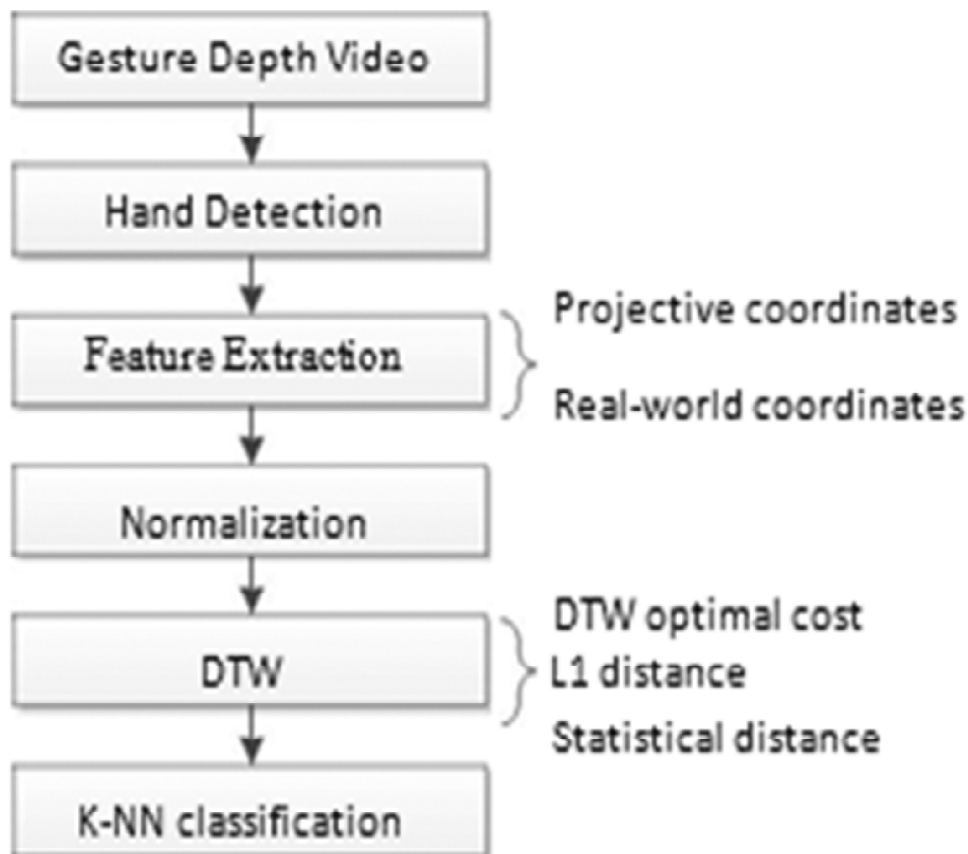 Gesture Depth Video
Hand Detection
Feature Extraction
Projective coordinates
Real-world coordinates
Normalization
DTW
DTW optimal cost
L1 distance
Statistical distance
K-NN classification